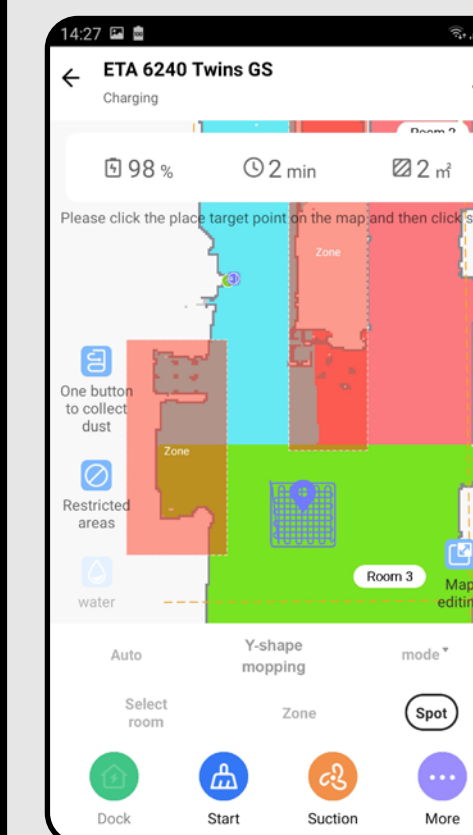 14:27
ETA 6240 Twins GS
Charging
98 %
2 min
2 m²
Please click the place target point on the map and then click
Zone
One button
to collect
dust
Zone
Restricted
areas
Room 3
Map
water
Auto
Y-shape
mopping
mode
Select
room
Zone
Spot
Dock
Start
Suction
More